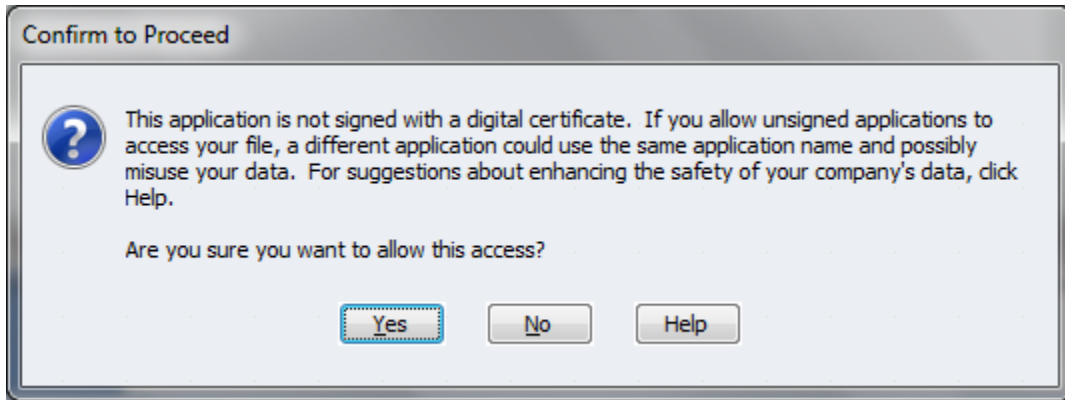 Confirm to Proceed
This application is not signed with a digital certificate.  If you allow unsigned applications to
access your file, a different application could use the same application name and possibly
misuse your data.  For suggestions about enhancing the safety of your company's data, click
Help.
Are you sure you want to allow this access?
Yes No Help